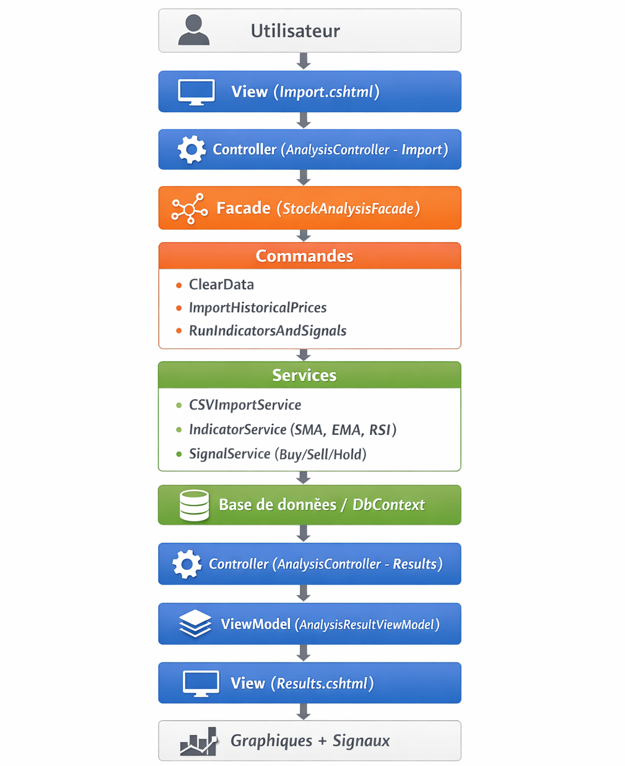 Utilisateur
View (Import.cshtml)
Controller (AnalysisController - Import)
Facade (StockAnalysisFacade)
Commandes
• ClearData
• ImportHistoricalPrices
• RunIndicatorsAndSignals
Services
• CSVImportService
• IndicatorService (SMA, EMA, RSI)
• SignalService (Buy/Sell/Hold)
Base de données / DbContext
Controller (AnalysisController - Results)
ViewModel (AnalysisResultViewModel)
View (Results.cshtml)
Graphiques + Signaux